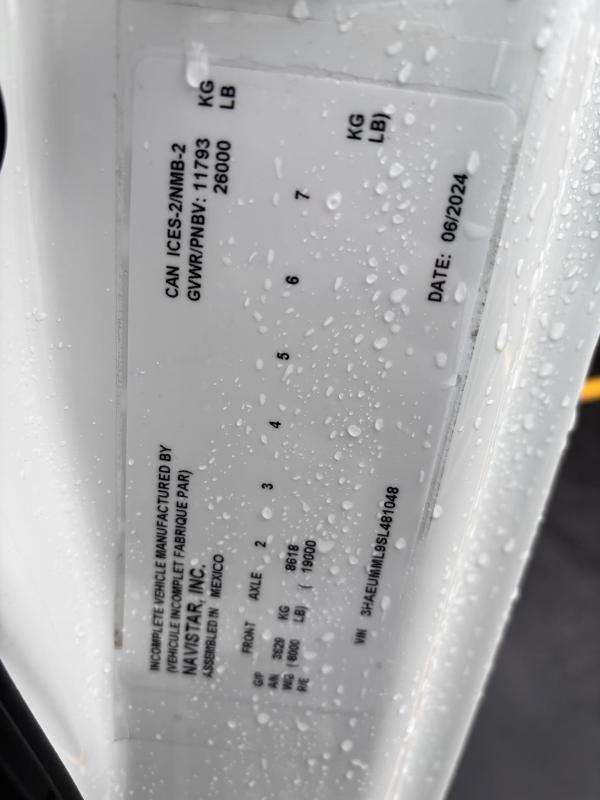 INCOMPLETE VEHICLE MANUFACTURED BY
(VEHICULE INCOMPLET FABRIQUE PAR)
NAVISTAR, INC.
ASSEMBLED IN MEXICO
CAN ICES-2/NMB-2
GVWR/PNBV: 11793 KG
26000 LB
FRONT AXLE 2 3 4 5 6 7
G/P
A/N 3629 KG 8618 KG
W/G ( 8000 LB) ( 19000 LB)
R/E
VIN 3HAEUMML9SL481048
DATE: 06/2024